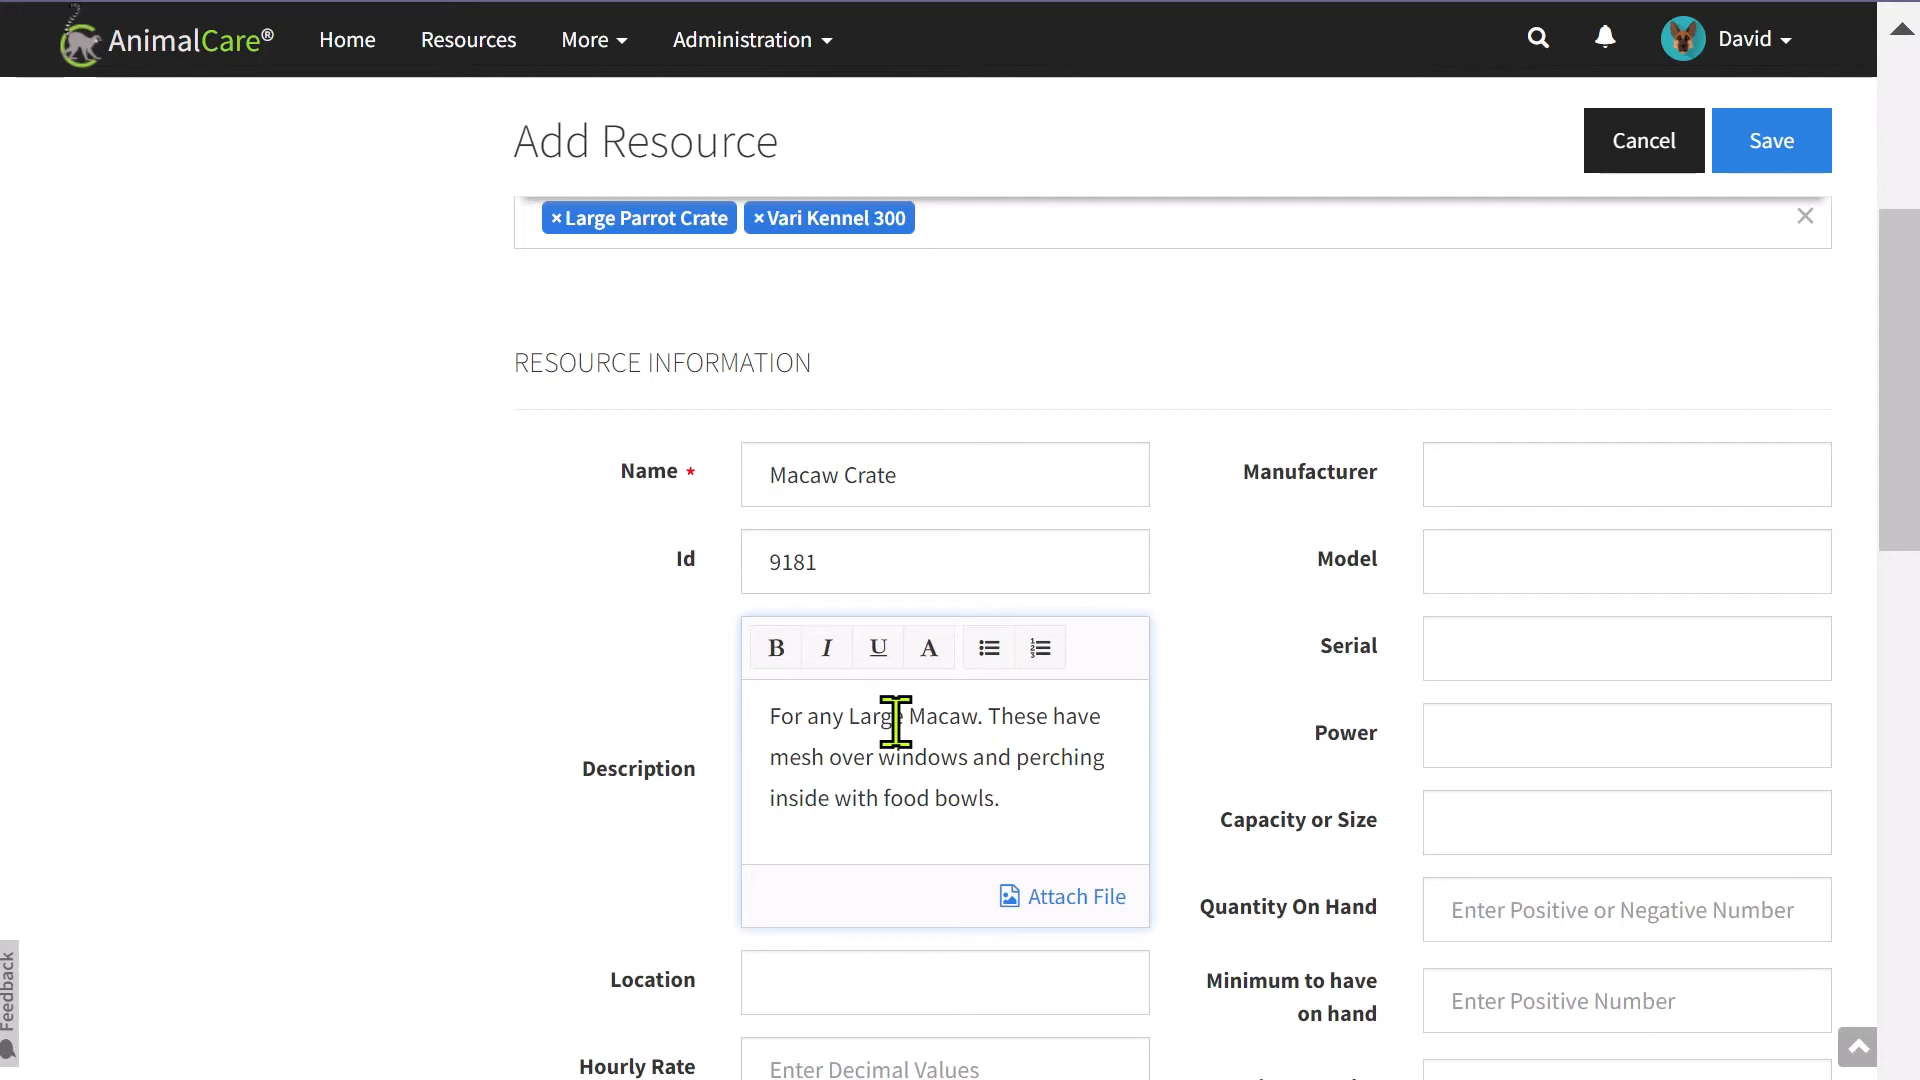 AnimalCare® Home Resources More Administration David
Add Resource
Cancel
Save
×Large Parrot Crate ×Vari Kennel 300 ×
RESOURCE INFORMATION
Name *
Macaw Crate
Id
9181
Description
B I U A
For any Large Macaw. These have
mesh over windows and perching
inside with food bowls.
Attach File
Location
Hourly Rate
Enter Decimal Values
Manufacturer
Model
Serial
Power
Capacity or Size
Quantity On Hand
Enter Positive or Negative Number
Minimum to have
on hand
Enter Positive Number
Feedback